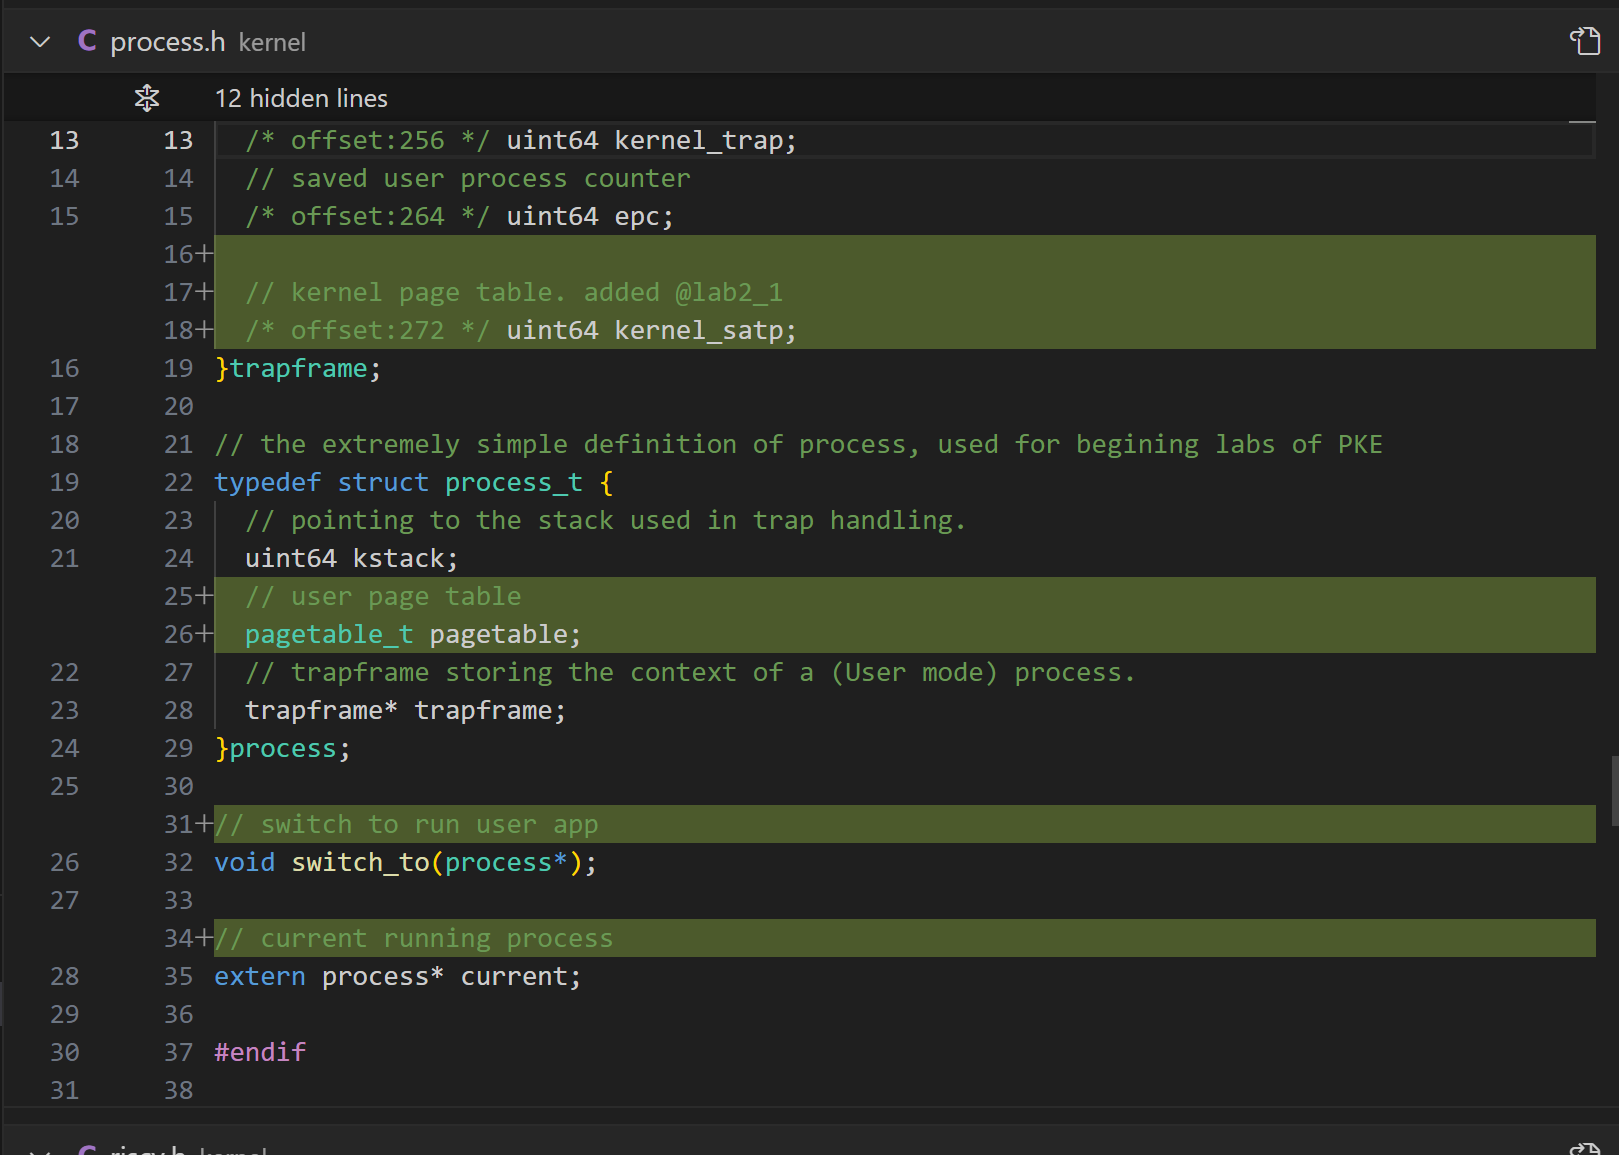 C process.h kernel
12 hidden lines
13 13 /* offset:256 */ uint64 kernel_trap;
14 14 // saved user process counter
15 15 /* offset:264 */ uint64 epc;
16+
17+ // kernel page table. added @lab2_1
18+ /* offset:272 */ uint64 kernel_satp;
16 19 }trapframe;
17 20
18 21 // the extremely simple definition of process, used for begining labs of PKE
19 22 typedef struct process_t {
20 23 // pointing to the stack used in trap handling.
21 24 uint64 kstack;
25+ // user page table
26+ pagetable_t pagetable;
22 27 // trapframe storing the context of a (User mode) process.
23 28 trapframe* trapframe;
24 29 }process;
25 30
31+// switch to run user app
26 32 void switch_to(process*);
27 33
34+// current running process
28 35 extern process* current;
29 36
30 37 #endif
31 38
C riscv.h kernel